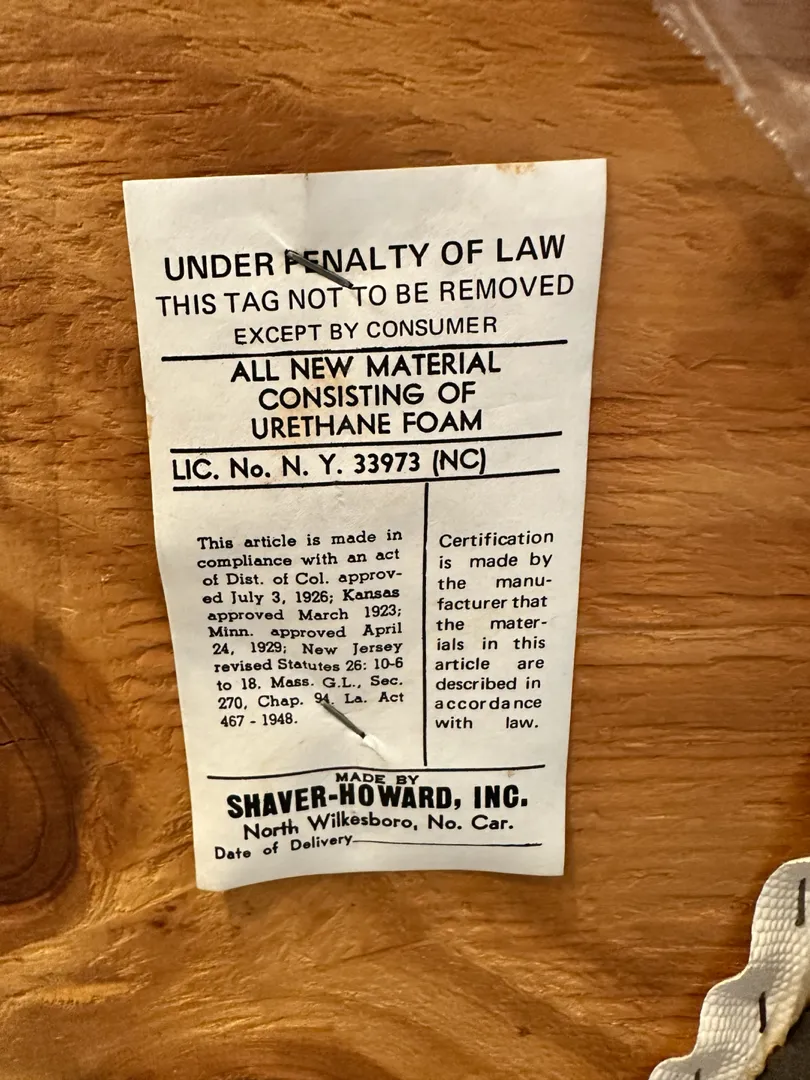 UNDER PENALTY OF LAW
THIS TAG NOT TO BE REMOVED
EXCEPT BY CONSUMER
ALL NEW MATERIAL
CONSISTING OF
URETHANE FOAM
LIC. No. N. Y. 33973 (NC)
This article is made in
compliance with an act
of Dist. of Col. approv-
ed July 3, 1926; Kansas
approved March 1923;
Minn. approved April
24, 1929; New Jersey
revised Statutes 26: 10-6
to 18. Mass. G.L., Sec.
270, Chap. 94. La. Act
467 - 1948.
Certification
is made by
the manu-
facturer that
the mater-
ials in this
article are
described in
accordance
with law.
MADE BY
SHAVER-HOWARD, INC.
North Wilkesboro, No. Car.
Date of Delivery